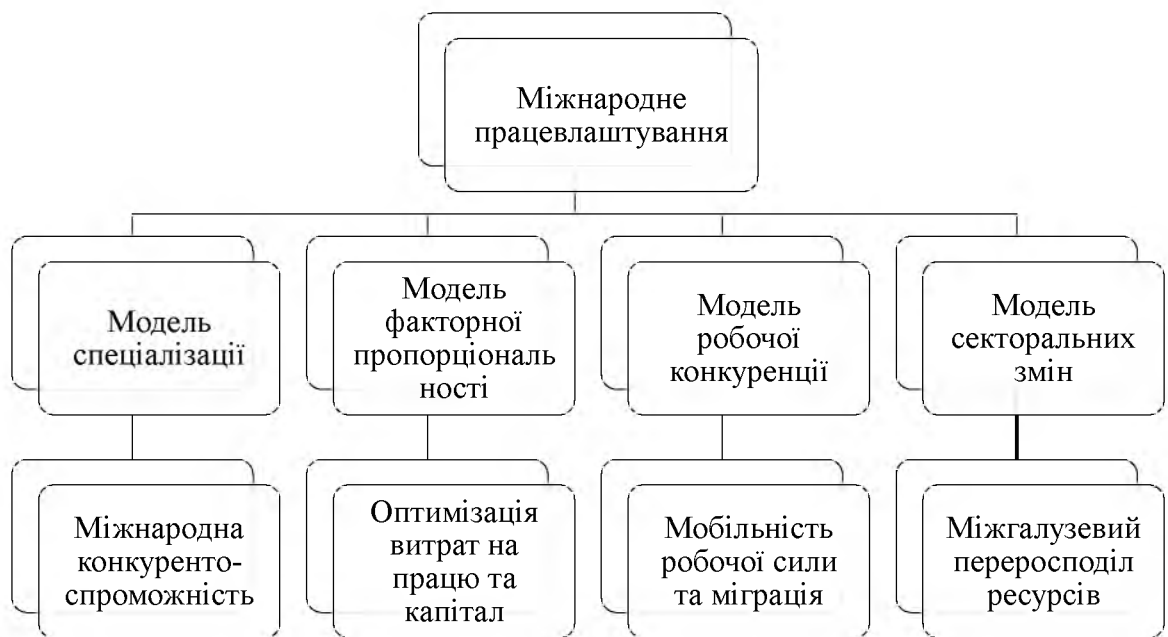 Міжнародне
працевлаштування
Модель
спеціалізації
Модель
факторної
пропорціональ
ності
Модель
робочої
конкуренції
Модель
секторальних
змін
Міжнародна
конкуренто-
спроможність
Оптимізація
витрат на
працю та
капітал
Мобільність
робочої сили
та міграція
Міжгалузевий
переросподіл
ресурсів